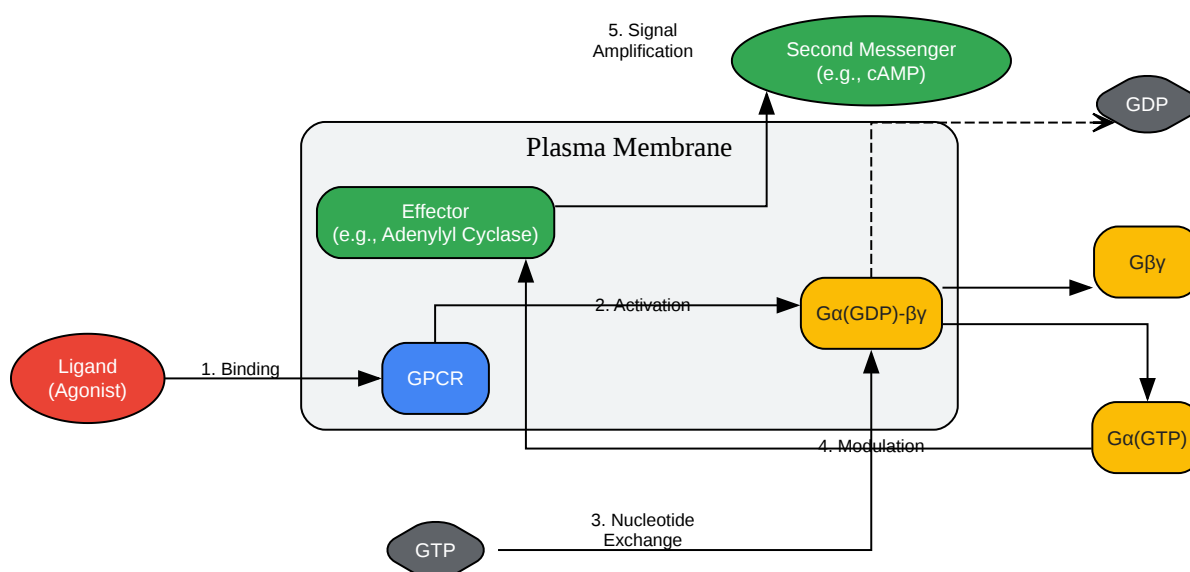 5. Signal
Amplification
Second Messenger
(e.g., cAMP)
GDP
Plasma Membrane
Effector
(e.g., Adenylyl Cyclase)
Gβγ
2. Activation
Gα(GDP)-βγ
Ligand
(Agonist)
1. Binding
GPCR
4. Modulation
Gα(GTP)
3. Nucleotide
Exchange
GTP